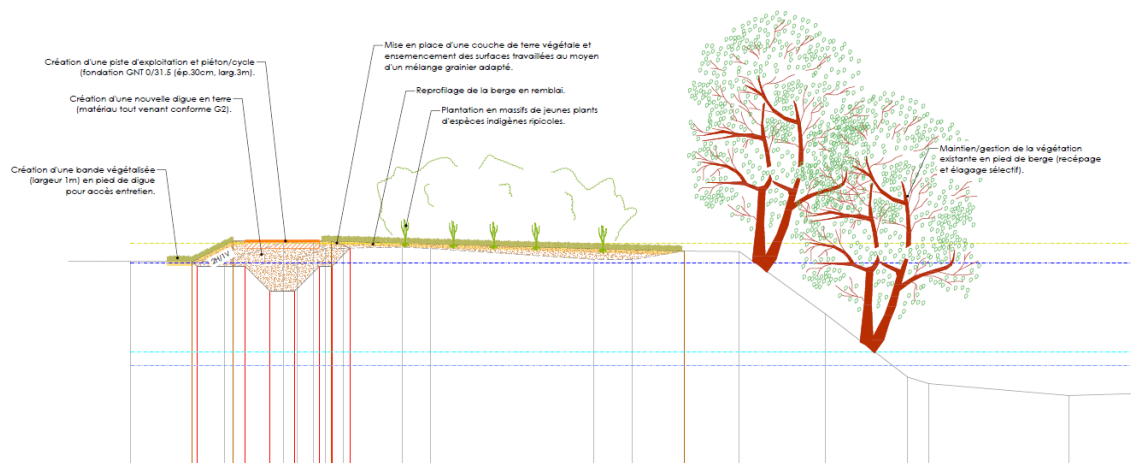 Création d'une piste d'exploitation et piéton/cycle
(fondation GNT 0/31.5 (ép.30cm, larg.3m).
Création d'une nouvelle digue en terre
(matériau tout venant conforme G2).
Création d'une bande végétalisée
(largeur 1m) en pied de digue
pour accès entretien.
2H/1V
Mise en place d'une couche de terre végétale et
ensemencement des surfaces travaillées au moyen
d'un mélange grainier adapté.
Reprofilage de la berge en remblai.
Plantation en massifs de jeunes plants
d'espèces indigènes ripicoles.
Maintien/gestion de la végétation
existante en pied de berge (recépage
et élagage sélectif).